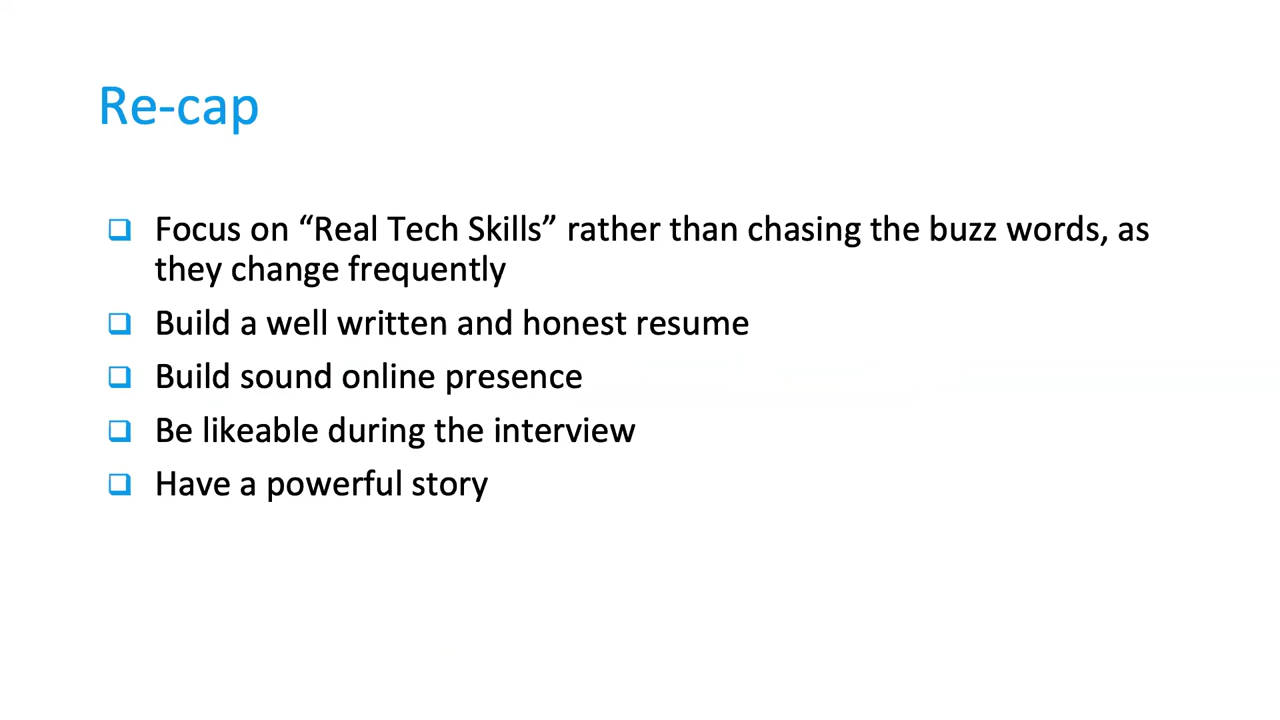 Re-cap
Focus on “Real Tech Skills” rather than chasing the buzz words, as
they change frequently
Build a well written and honest resume
Build sound online presence
Be likeable during the interview
Have a powerful story